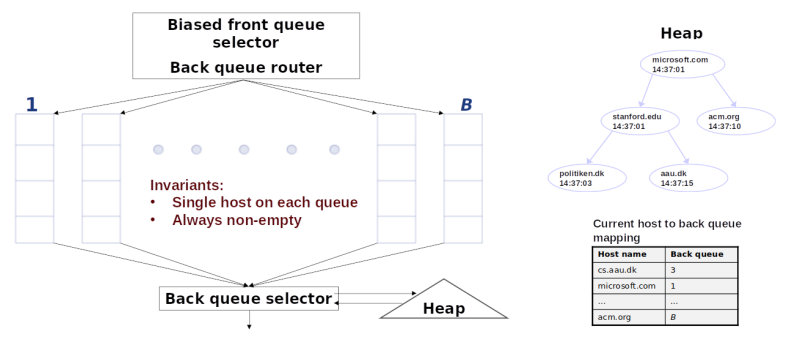 Biased front queue
selector
Back queue router
1
B
Invariants:
• Single host on each queue
• Always non-empty
Back queue selector
Heap
Heap
microsoft.com
14:37:01
stanford.edu
14:37:01
acm.org
14:37:10
politiken.dk
14:37:03
aau.dk
14:37:15
Current host to back queue
mapping
Host name Back queue
cs.aau.dk 3
microsoft.com 1
... ...
acm.org B